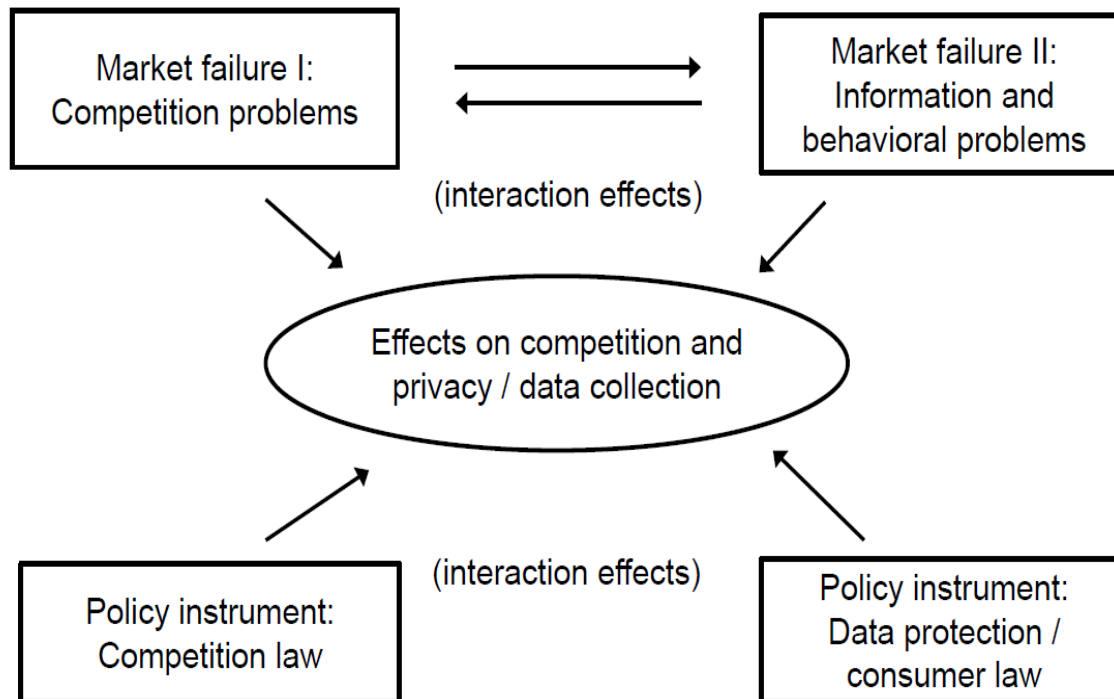 Market failure I:
Competition problems
Market failure II:
Information and
behavioral problems
(interaction effects)
Effects on competition and
privacy / data collection
(interaction effects)
Policy instrument:
Competition law
Policy instrument:
Data protection /
consumer law